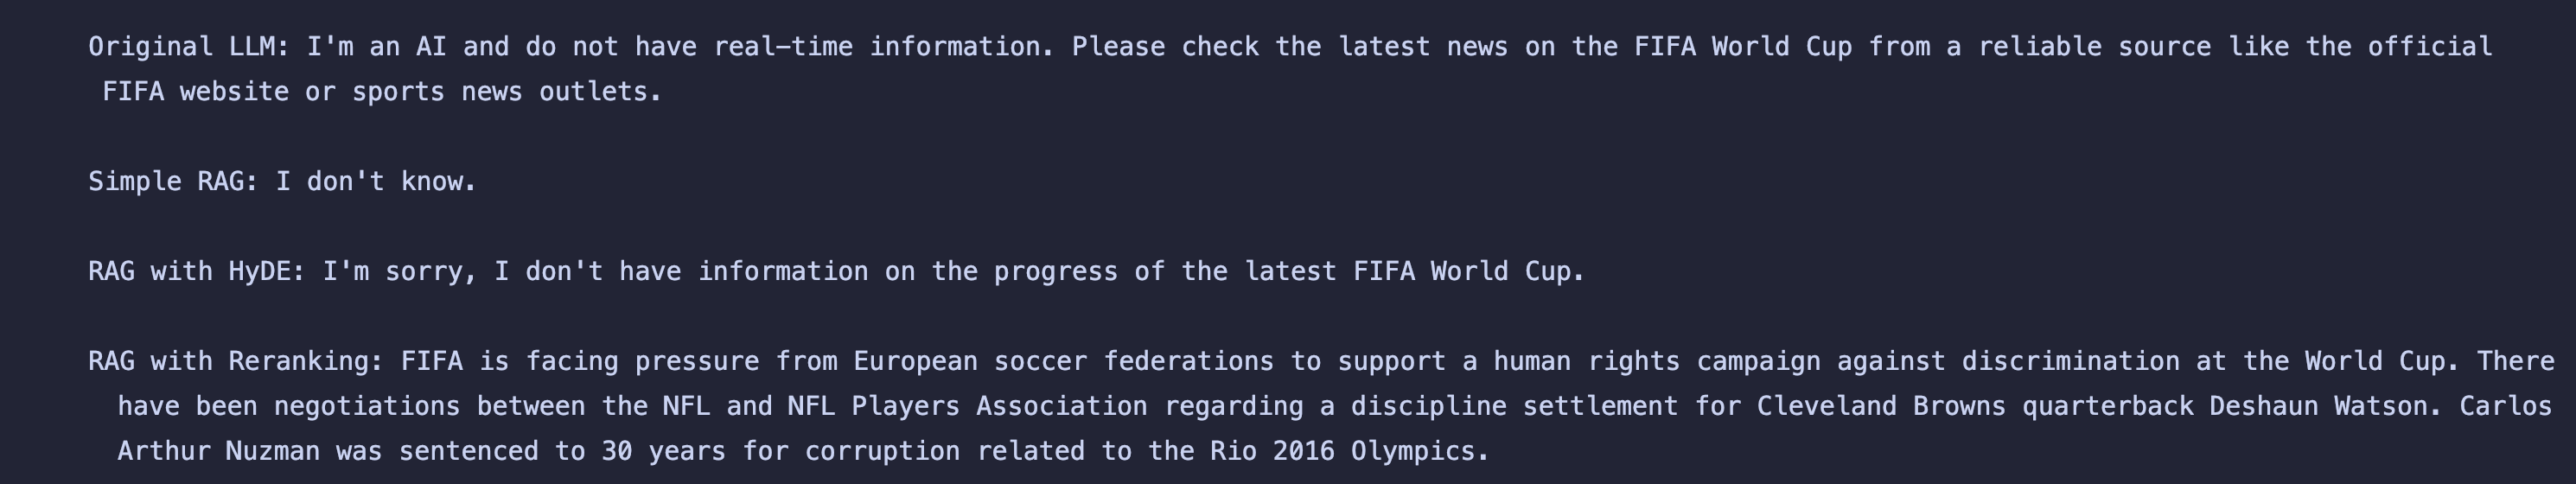 Original LLM: I'm an AI and do not have real-time information. Please check the latest news on the FIFA World Cup from a reliable source like the official
FIFA website or sports news outlets.
Simple RAG: I don't know.
RAG with HyDE: I'm sorry, I don't have information on the progress of the latest FIFA World Cup.
RAG with Reranking: FIFA is facing pressure from European soccer federations to support a human rights campaign against discrimination at the World Cup. There
have been negotiations between the NFL and NFL Players Association regarding a discipline settlement for Cleveland Browns quarterback Deshaun Watson. Carlos
Arthur Nuzman was sentenced to 30 years for corruption related to the Rio 2016 Olympics.